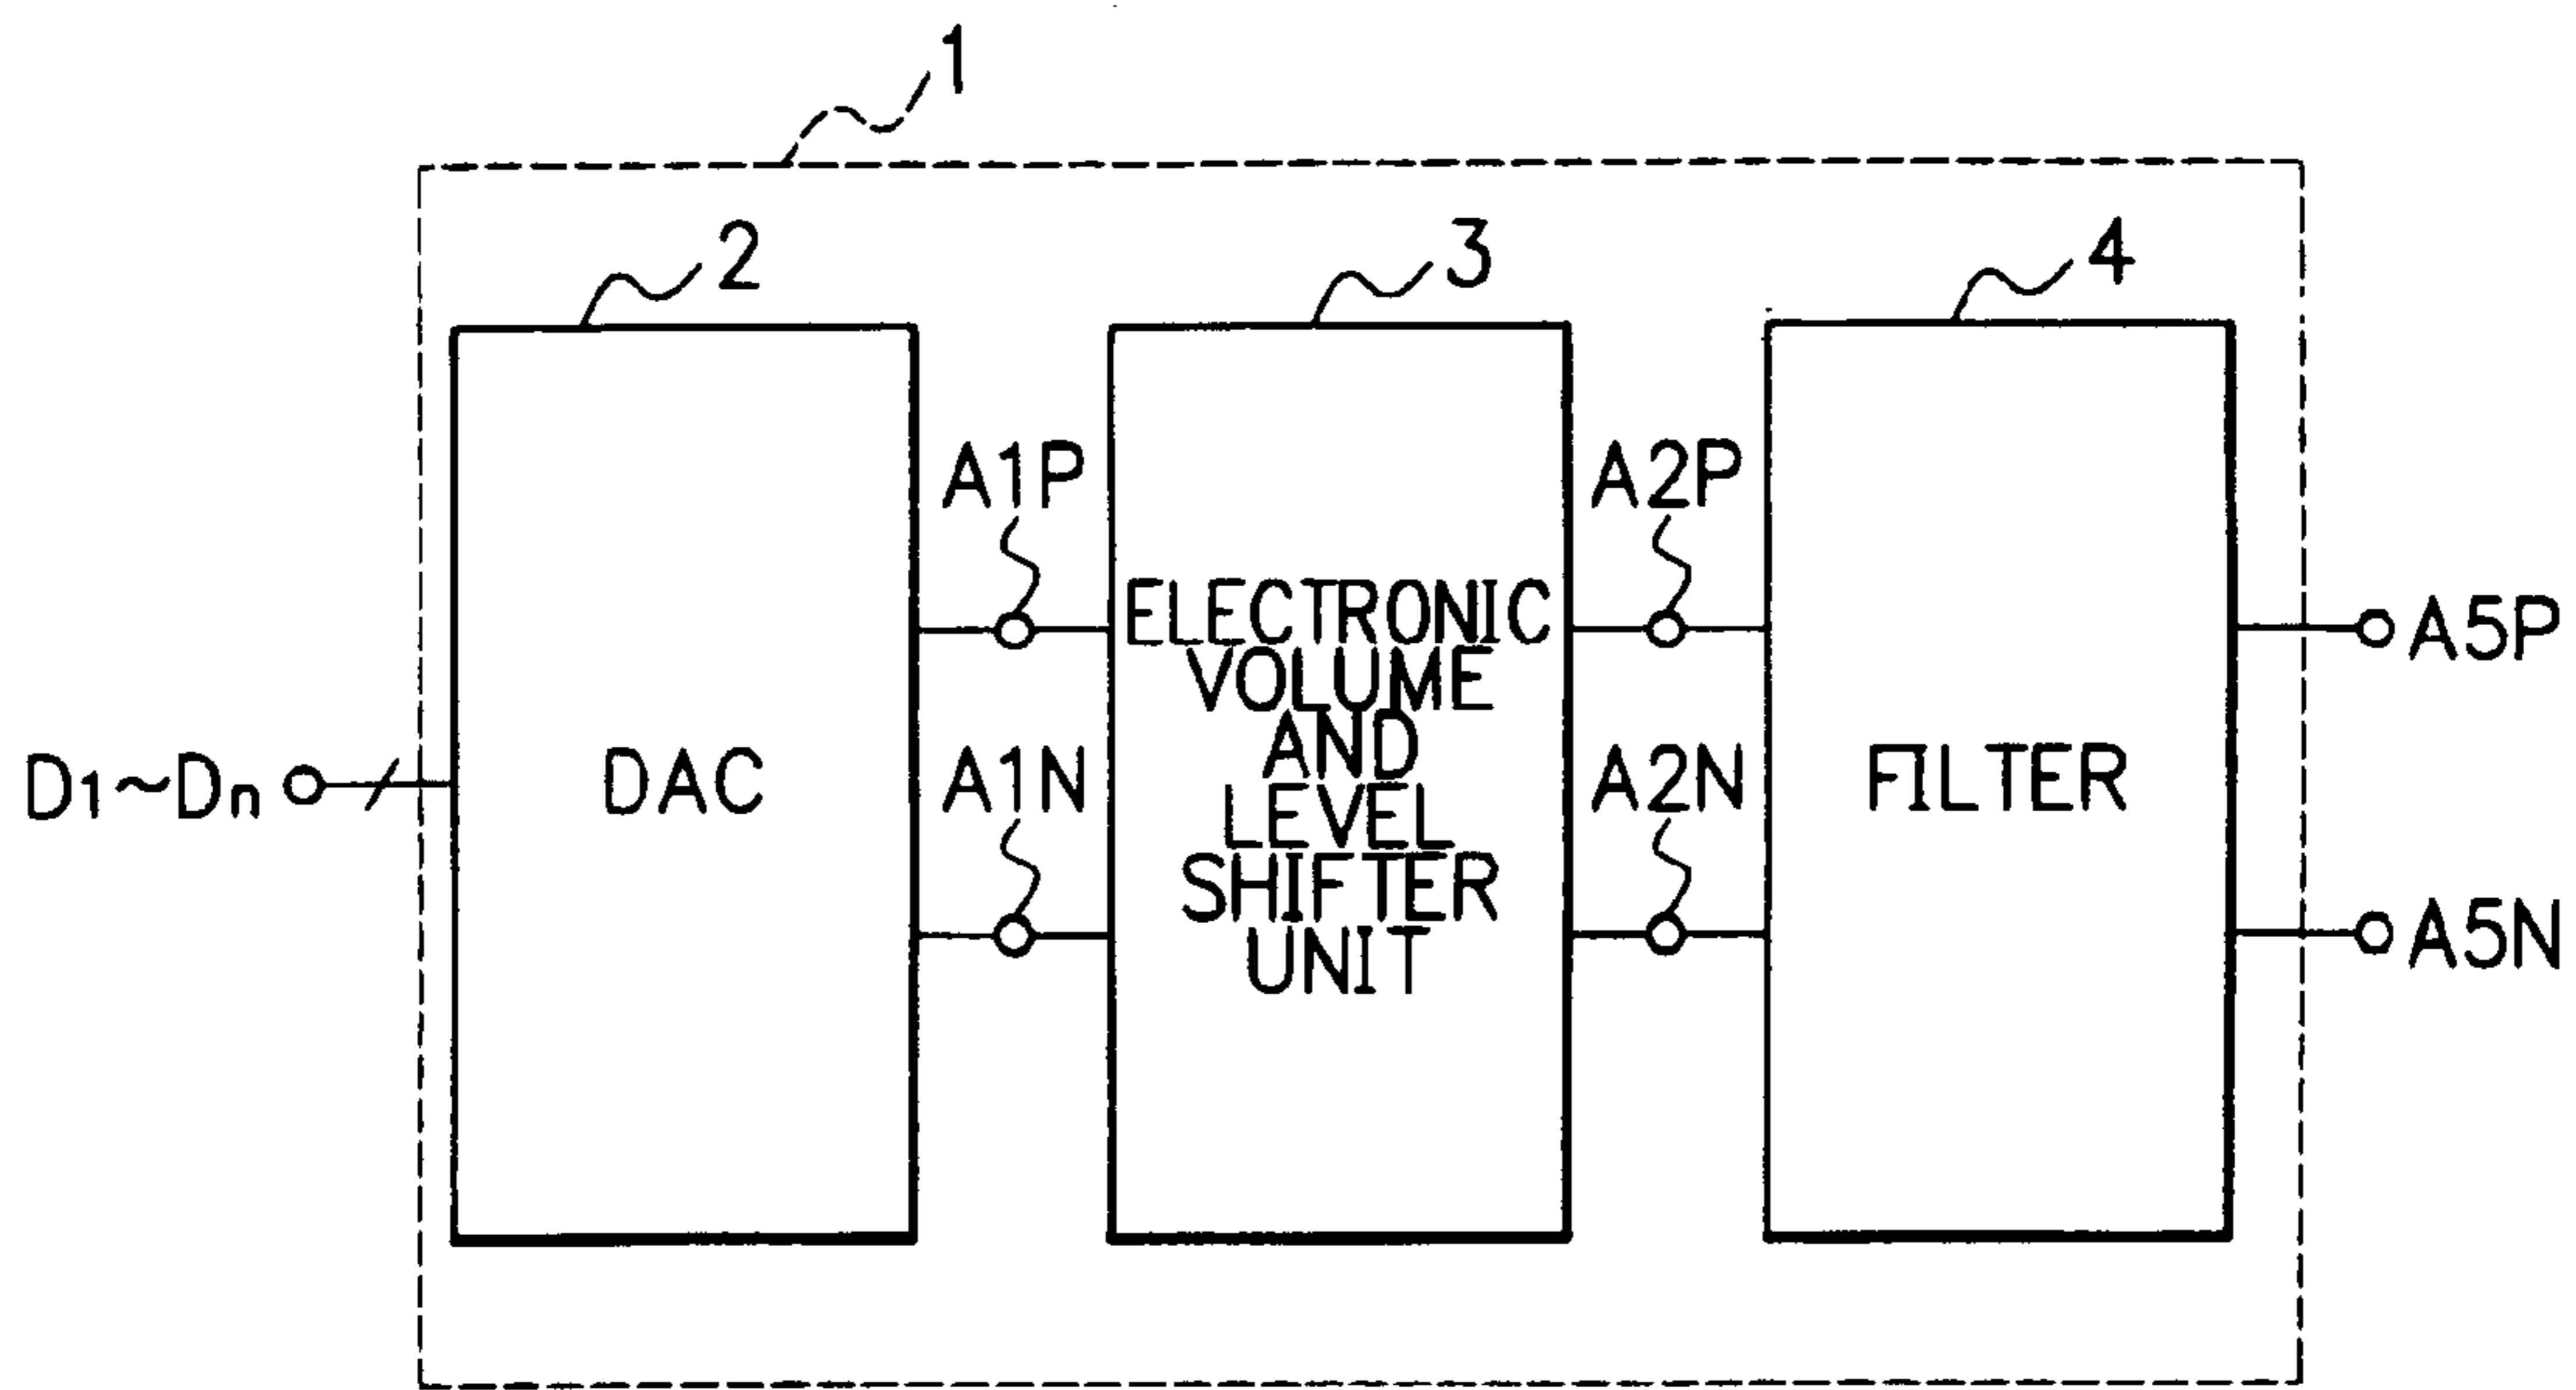 1
2
3
4
A1P
A2P
ELECTRONIC
VOLUME
AND
LEVEL
SHIFTER
UNIT
A5P
D1~Dn
DAC
A1N
A2N
FILTER
A5N